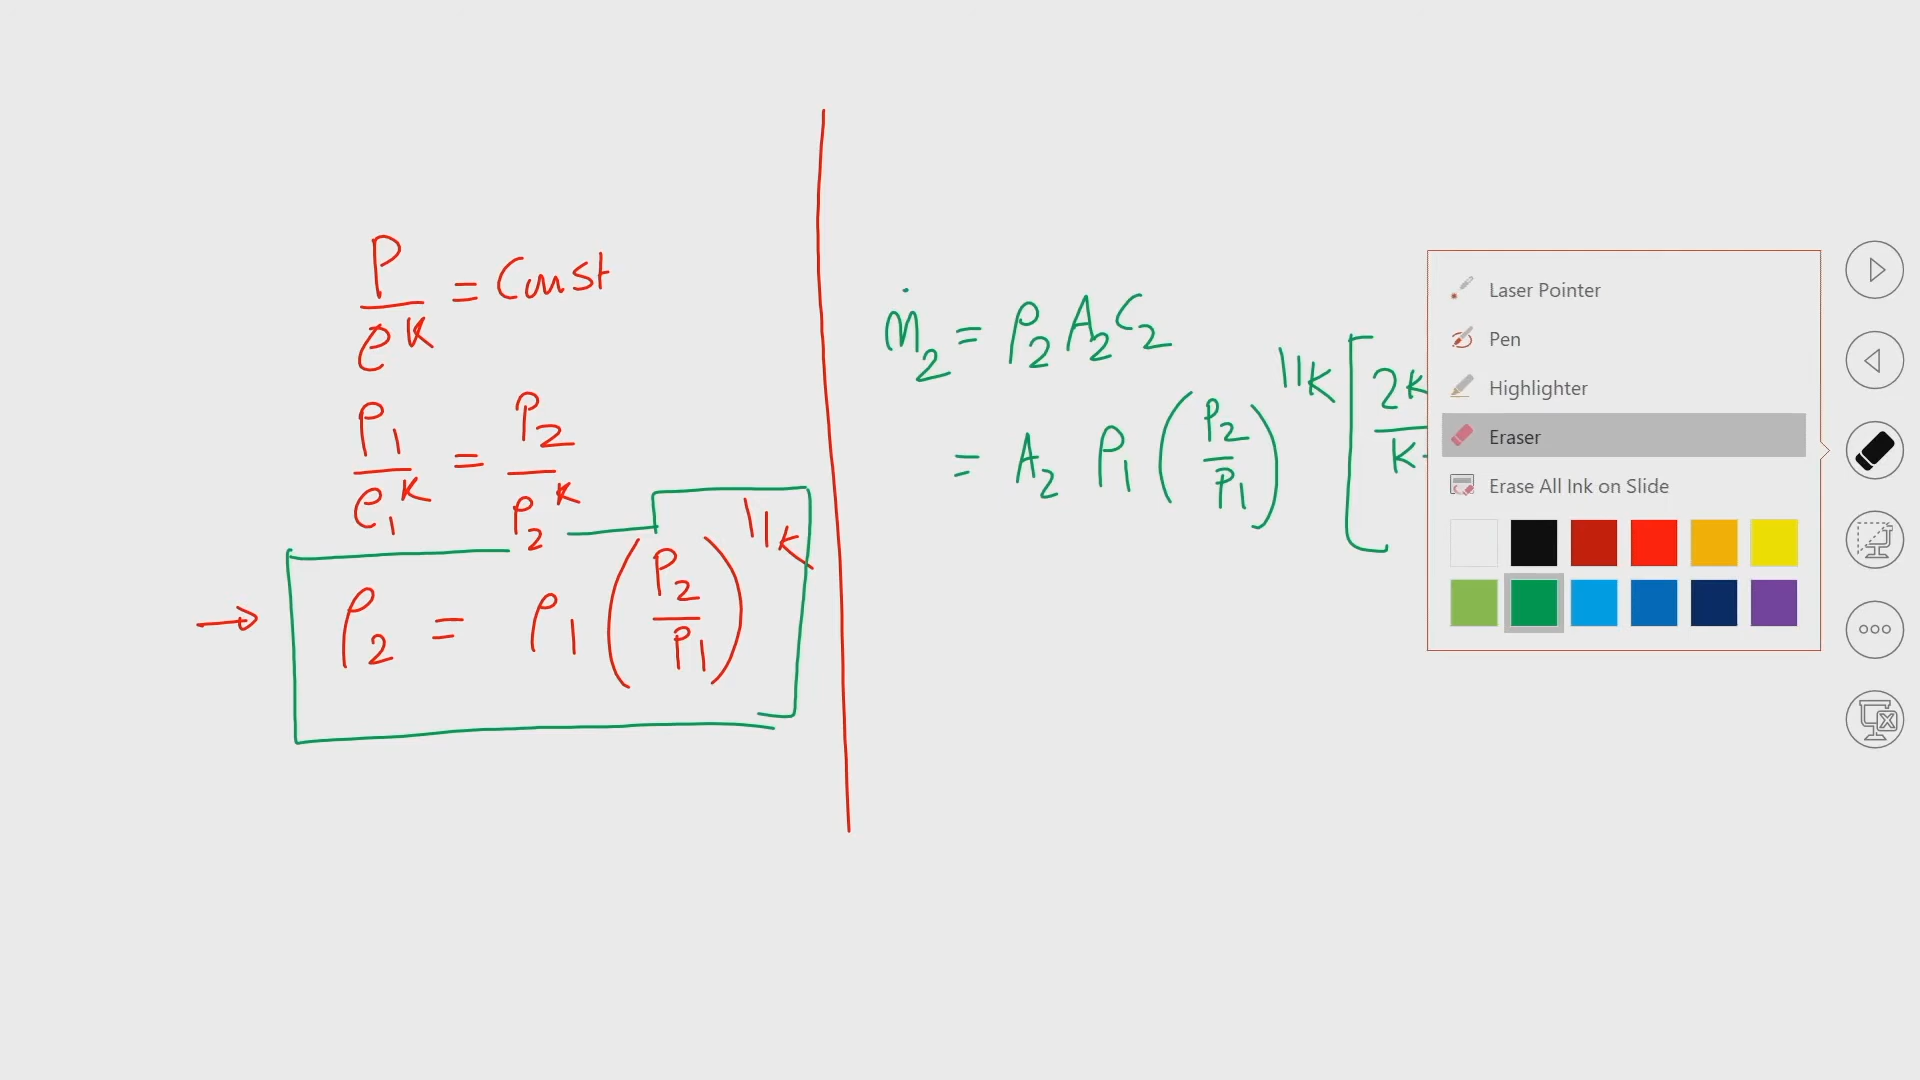 P/ρ^K = Const
P1/ρ1^K = P2/ρ2^K
→ ρ2 = ρ1 (P2/P1)^1/K
ṁ2 = ρ2 A2 C2
= A2 ρ1 (P2/P1)^1/K [2K/K-
Laser Pointer
Pen
Highlighter
Eraser
Erase All Ink on Slide